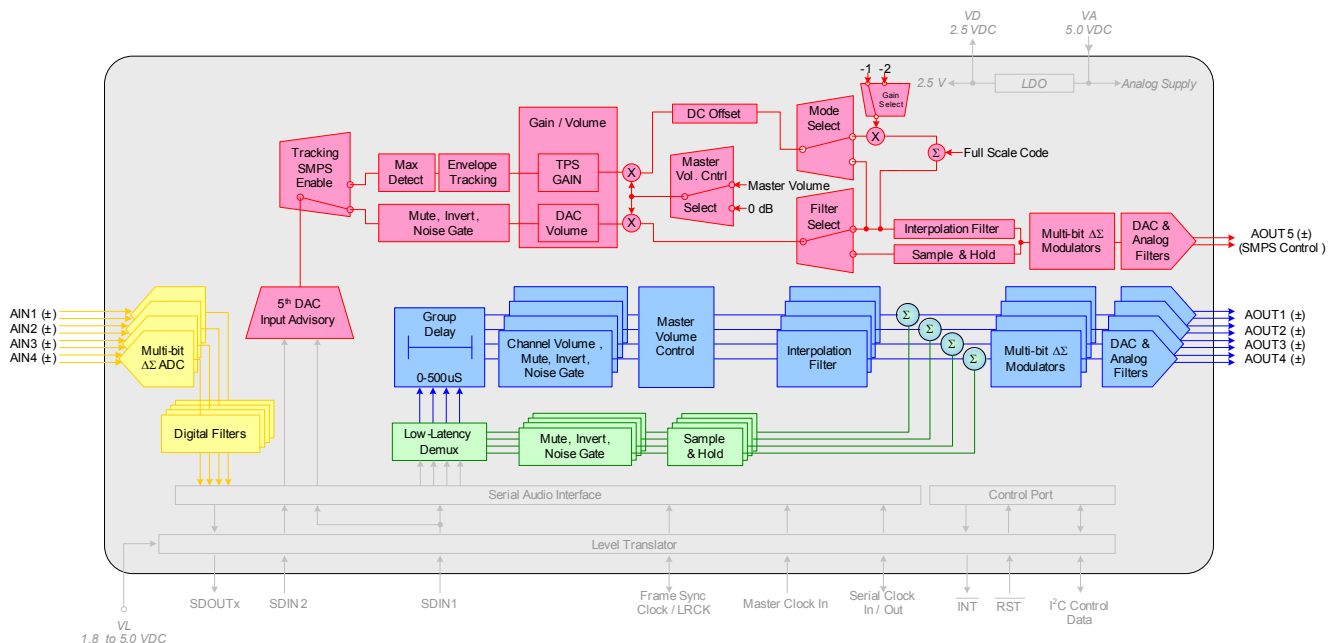 VD
2.5 VDC
VA
5.0 VDC
2.5 V
LDO
Analog Supply
-1
-2
Gain
Select
Mode
Select
DC Offset
Gain / Volume
Tracking
SMPS
Enable
Max
Detect
Envelope
Tracking
TPS
GAIN
X
Master
Vol. Cntrl
Select
Master Volume
0 dB
X
Σ
Full Scale Code
Mute, Invert,
Noise Gate
DAC
Volume
X
Filter
Select
Interpolation Filter
Sample & Hold
Multi-bit ΔΣ
Modulators
DAC &
Analog
Filters
AOUT5 (±)
(SMPS Control )
5th DAC
Input Advisory
AIN1 (±)
AIN2 (±)
AIN3 (±)
AIN4 (±)
Multi-bit
ΔΣ ADC
Digital Filters
Group
Delay
0-500uS
Channel Volume ,
Mute, Invert,
Noise Gate
Master
Volume
Control
Interpolation
Filter
Σ
Σ
Σ
Σ
Multi-bit ΔΣ
Modulators
DAC &
Analog
Filters
AOUT1 (±)
AOUT2 (±)
AOUT3 (±)
AOUT4 (±)
Low-Latency
Demux
Mute, Invert,
Noise Gate
Sample
& Hold
Serial Audio Interface
Control Port
Level Translator
VL
1.8 to 5.0 VDC
SDOUTx
SDIN2
SDIN1
Frame Sync
Clock / LRCK
Master Clock In
Serial Clock
In / Out
INT
RST
I²C Control
Data